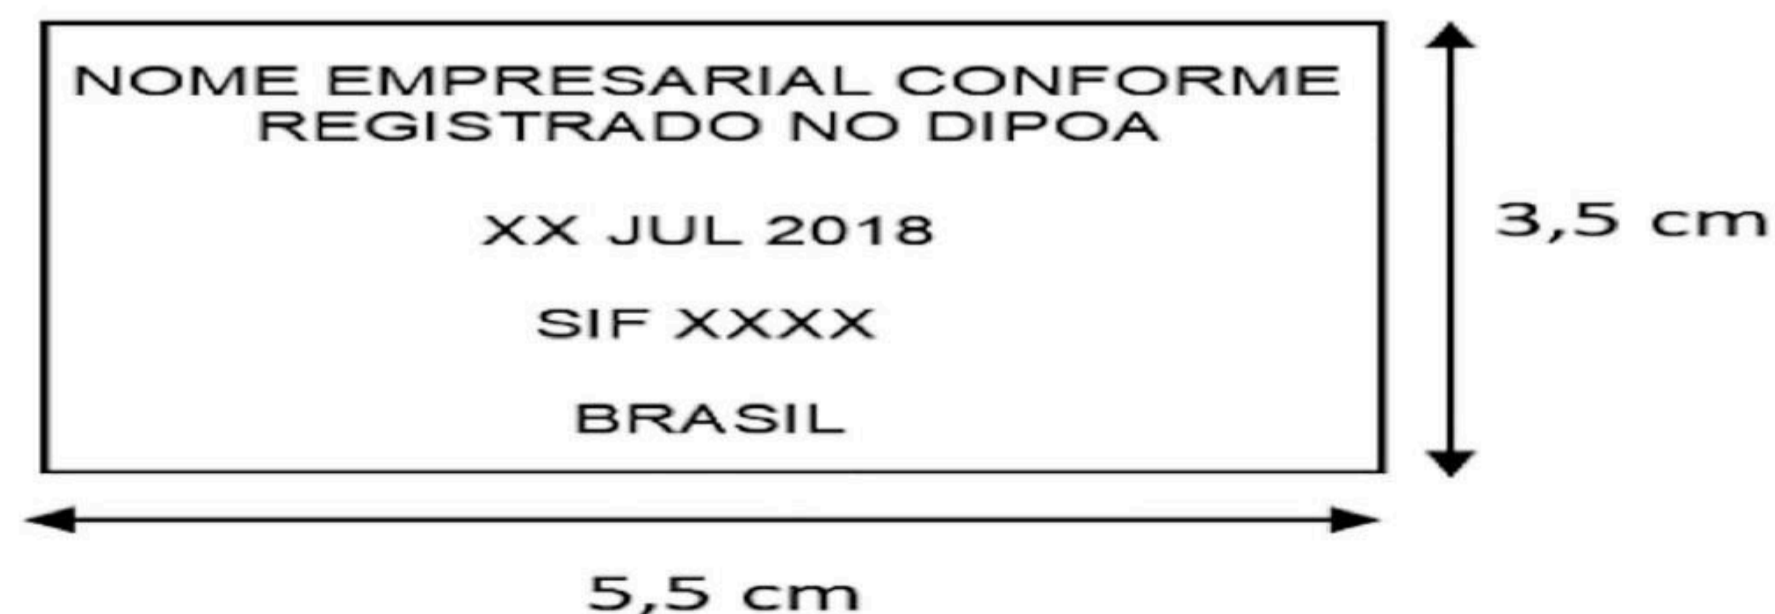 NOME EMPRESARIAL CONFORME
REGISTRADO NO DIPOA
XX JUL 2018
SIF XXXX
BRASIL
3,5 cm
5,5 cm